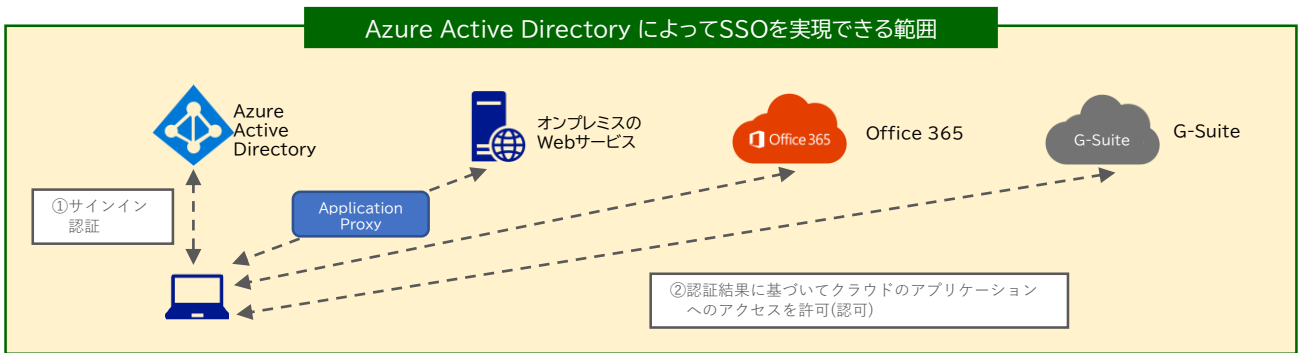 Azure Active Directory によってSSOを実現できる範囲
Azure
Active
Directory
オンプレミスの
Webサービス
Office 365
Office 365
G-Suite
G-Suite
①サインイン
認証
Application
Proxy
②認証結果に基づいてクラウドのアプリケーション
へのアクセスを許可(認可)